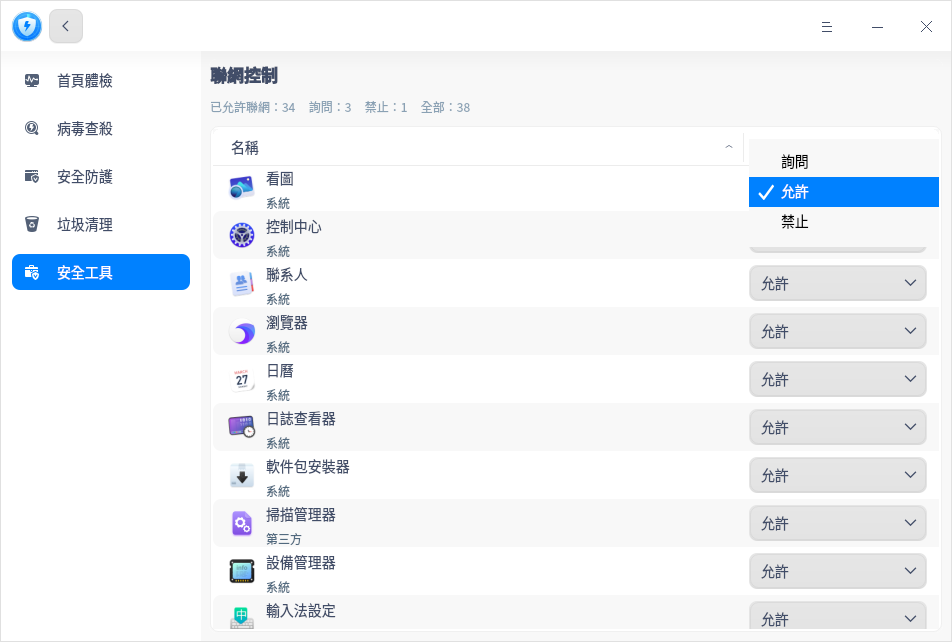 首頁體檢
病毒查殺
安全防護
垃圾清理
安全工具
聯網控制
已允許聯網：34 詢問：3 禁止：1 全部：38
名稱
詢問
允許
禁止
看圖
系統
控制中心
系統
聯系人
系統
允許
瀏覽器
系統
允許
日曆
系統
允許
日誌查看器
系統
允許
軟件包安裝器
系統
允許
掃描管理器
第三方
允許
設備管理器
系統
允許
輸入法設定
允許